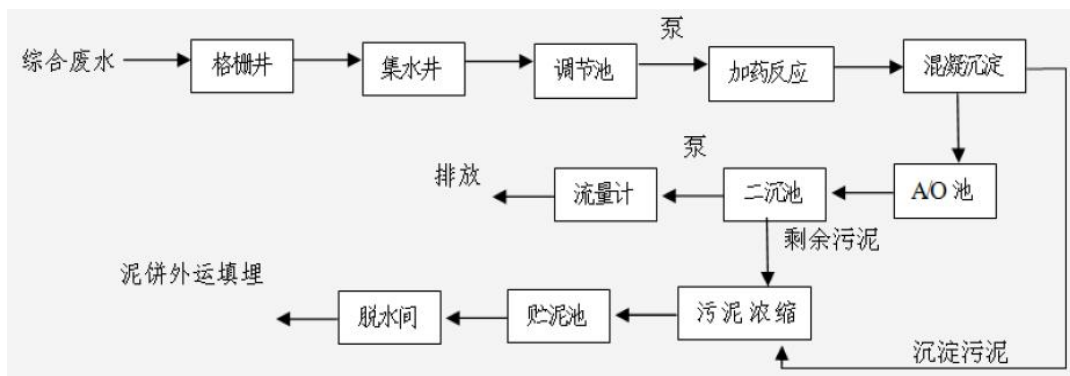 泵
综合废水
格栅井
集水井
调节池
加药反应
混凝沉淀
泵
排放
流量计
二沉池
A/O 池
剩余污泥
泥饼外运填埋
脱水间
贮泥池
污泥浓缩
沉淀污泥